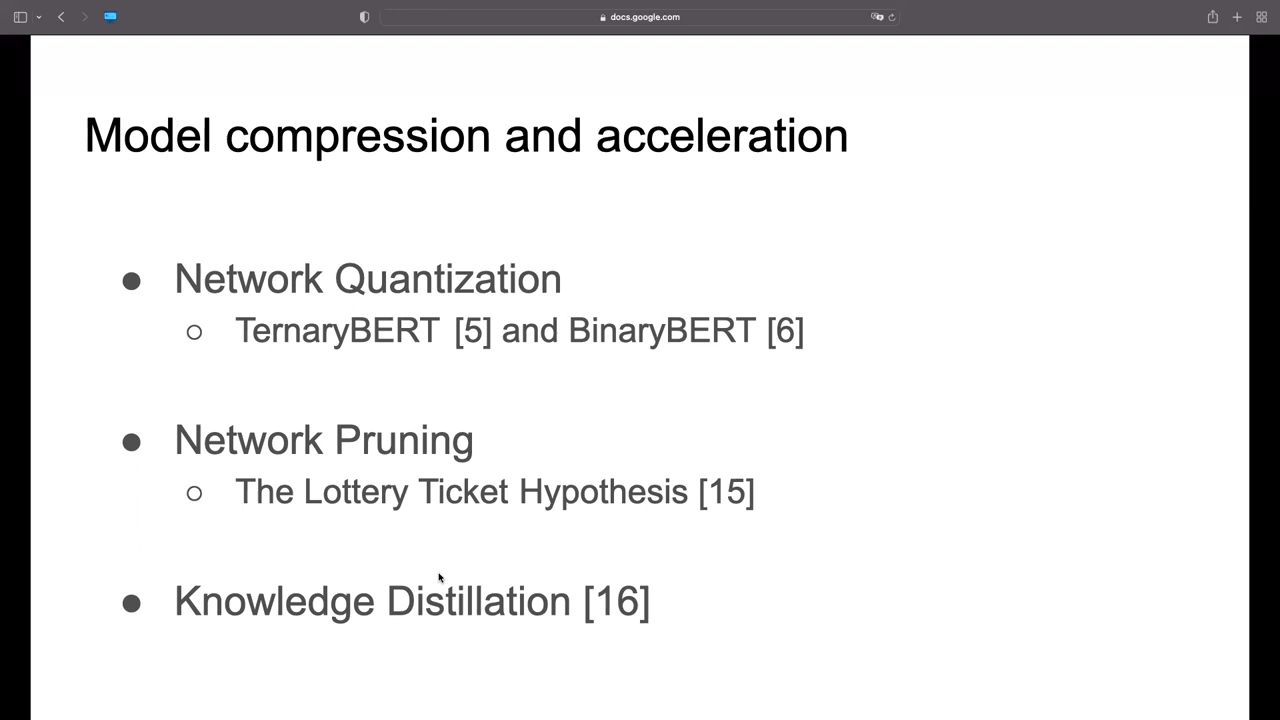 docs.google.com
Model compression and acceleration
● Network Quantization
○ TernaryBERT [5] and BinaryBERT [6]
● Network Pruning
○ The Lottery Ticket Hypothesis [15]
● Knowledge Distillation [16]